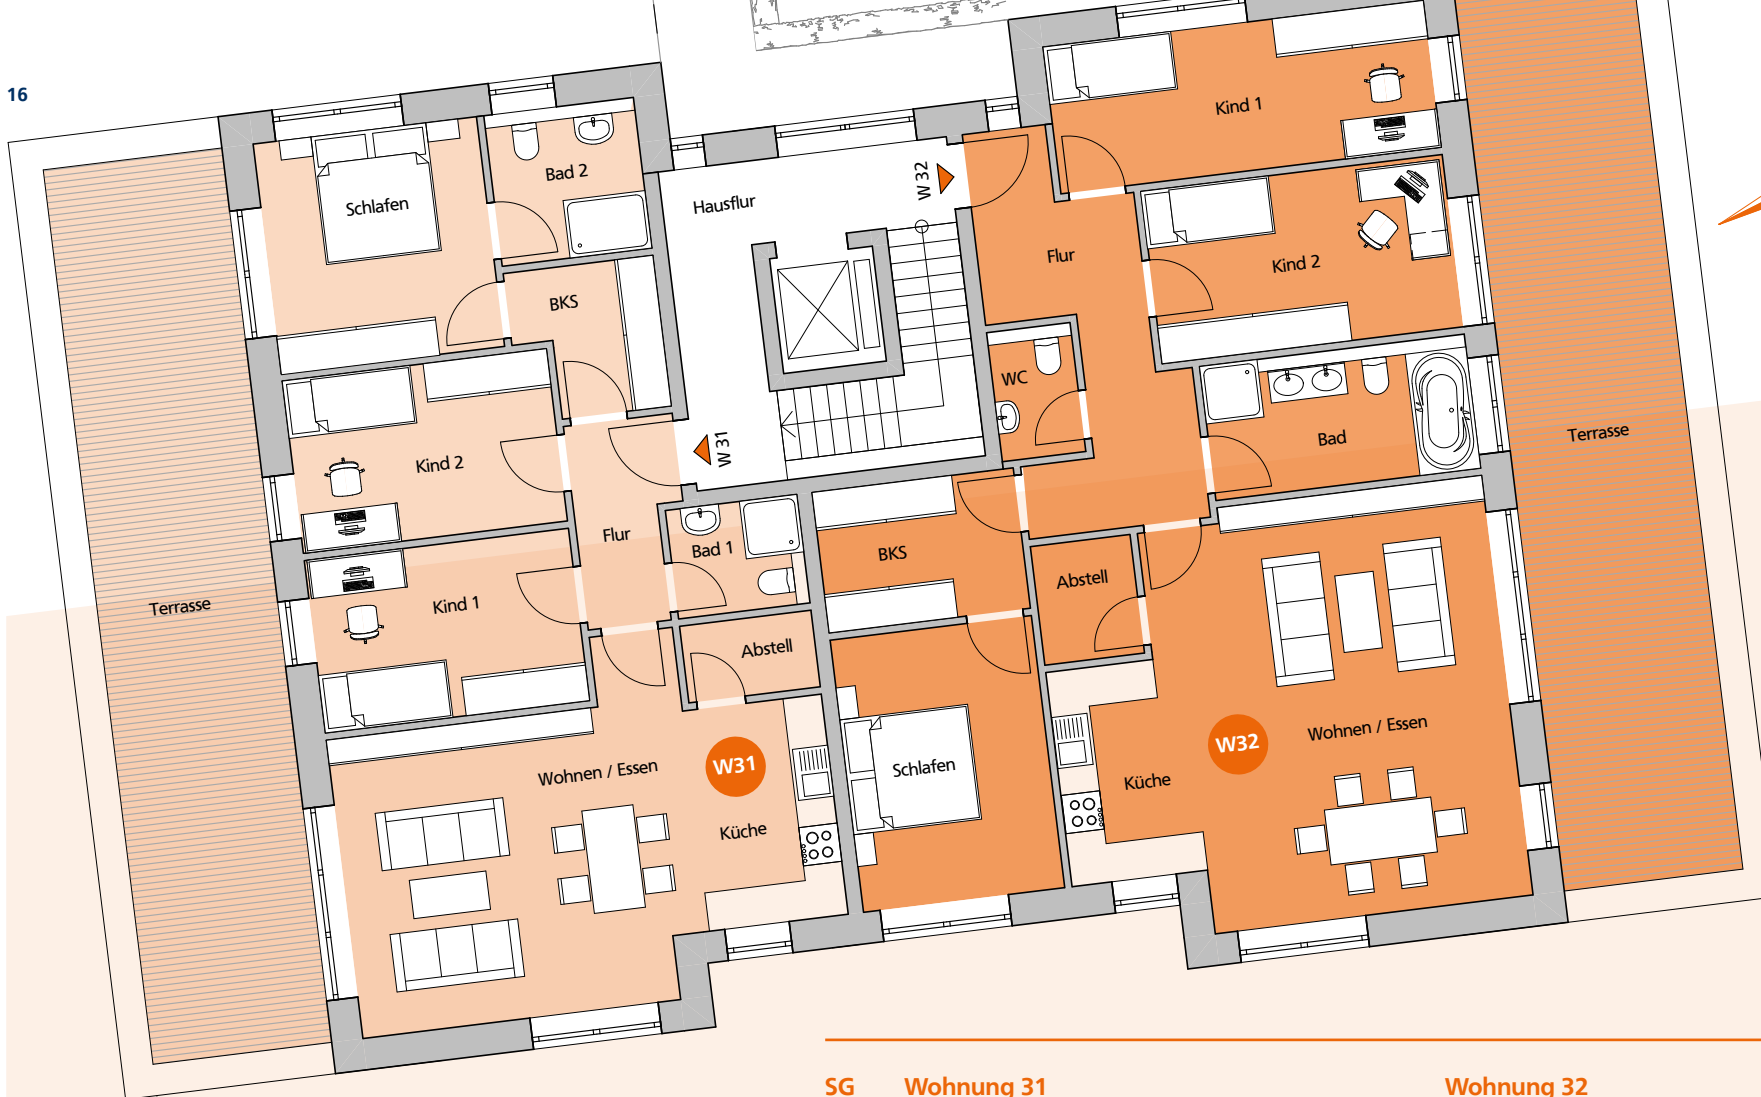 16
Kind 1
Bad 2
Schlafen
Hausflur
W 32
Flur
Kind 2
BKS
WC
Kind 2
W 31
Bad
Terrasse
Flur
Bad 1
BKS
Abstell
Terrasse
Kind 1
Abstell
Wohnen / Essen
W31
Küche
Schlafen
Küche
W32
Wohnen / Essen
SG Wohnung 31 Wohnung 32